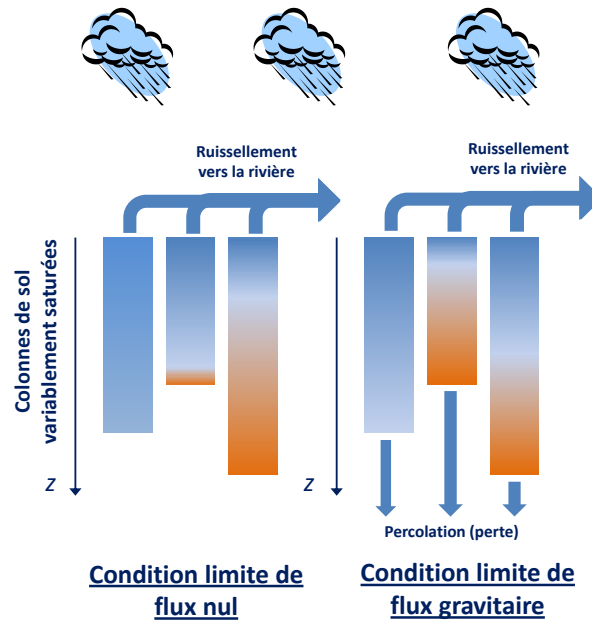 Ruissellement
vers la rivière
Ruissellement
vers la rivière
Colonnes de sol
variablement saturées
z
z
Percolation (perte)
Condition limite de
flux nul
Condition limite de
flux gravitaire